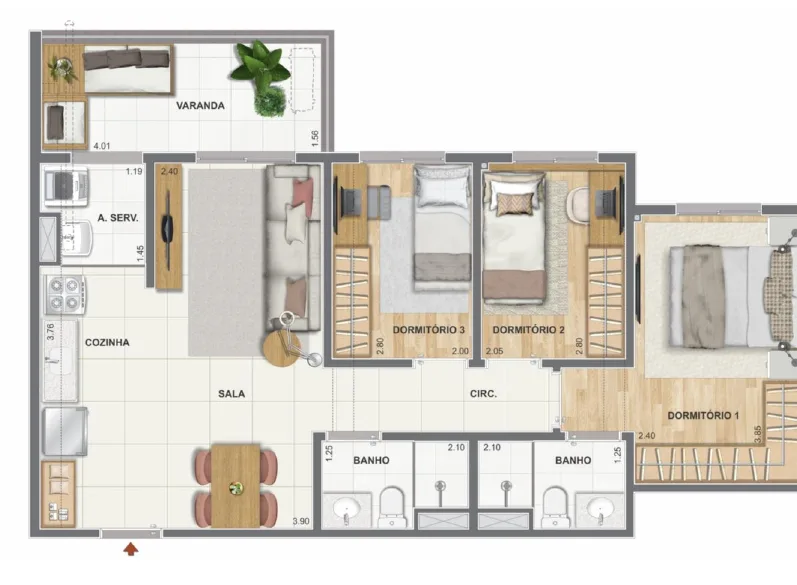 VARANDA
4.01
1.56
1.19
2.40
A. SERV.
1.45
3.76
COZINHA
DORMITÓRIO 3
2.80
2.00
DORMITÓRIO 2
2.05
2.80
SALA
CIRC.
DORMITÓRIO 1
2.40
3.85
1.25
BANHO
2.10
2.10
BANHO
1.25
3.90